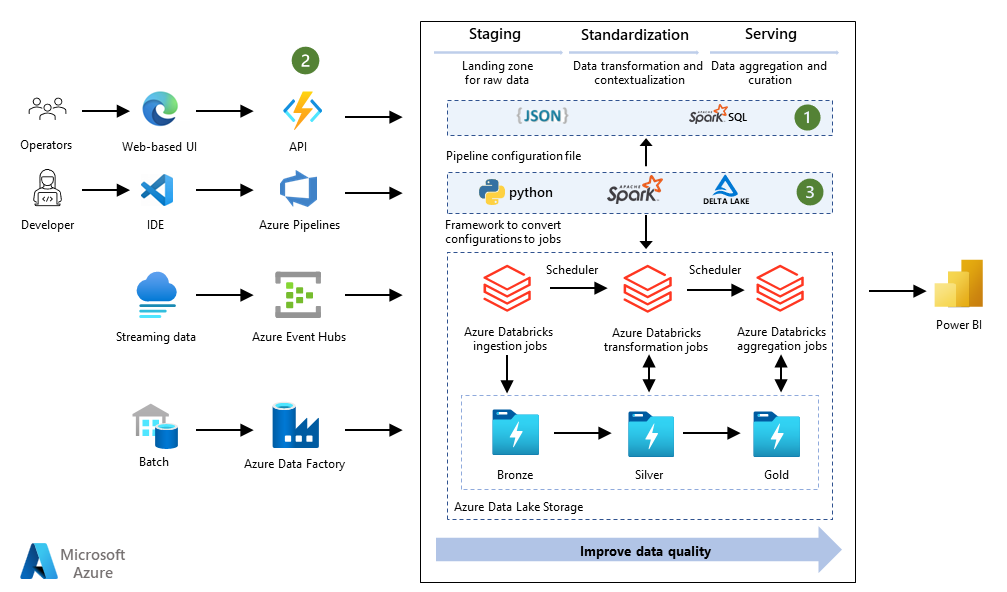 Staging
Standardization
Serving
Landing zone
for raw data
Data transformation and
contextualization
Data aggregation and
curation
2
{JSON}
APACHE
Spark SQL
1
Operators
Web-based UI
API
Pipeline configuration file
python
APACHE
Spark
DELTA LAKE
3
Developer
IDE
Azure Pipelines
Framework to convert
configurations to jobs
Scheduler
Scheduler
Streaming data
Azure Event Hubs
Azure Databricks
ingestion jobs
Azure Databricks
transformation jobs
Azure Databricks
aggregation jobs
Power BI
Batch
Azure Data Factory
Bronze
Silver
Gold
Azure Data Lake Storage
Improve data quality
Microsoft
Azure